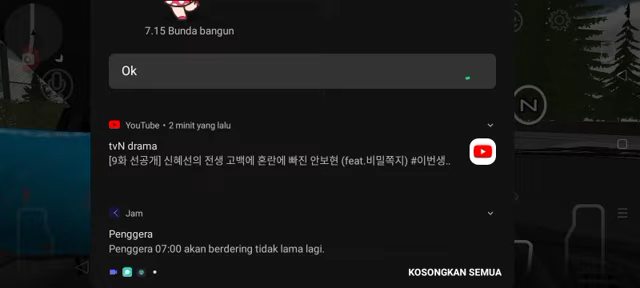 7.15 Bunda bangun
Ok
YouTube • 2 minit yang lalu
tvN drama
[9화 선공개] 신혜선의 전생 고백에 혼란에 빠진 안보현 (feat.비밀쪽지) #이번생..
Jam
Penggera
Penggera 07:00 akan berdering tidak lama lagi.
KOSONGKAN SEMUA
N